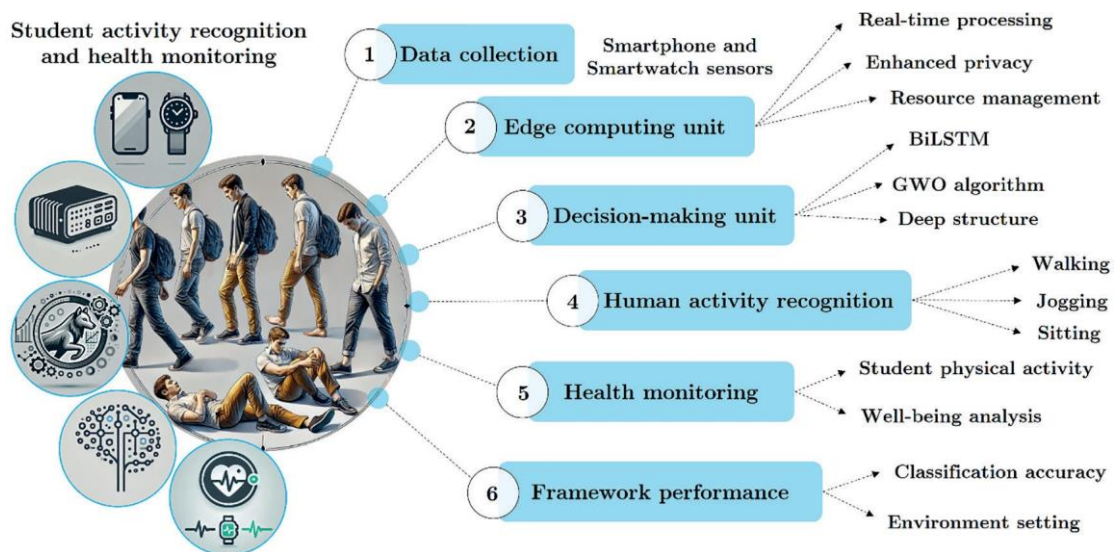 Student activity recognition
and health monitoring
1
Data collection
Smartphone and
Smartwatch sensors
2
Edge computing unit
Real-time processing
Enhanced privacy
Resource management
3
Decision-making unit
BiLSTM
GWO algorithm
Deep structure
4
Human activity recognition
Walking
Jogging
Sitting
5
Health monitoring
Student physical activity
Well-being analysis
6
Framework performance
Classification accuracy
Environment setting